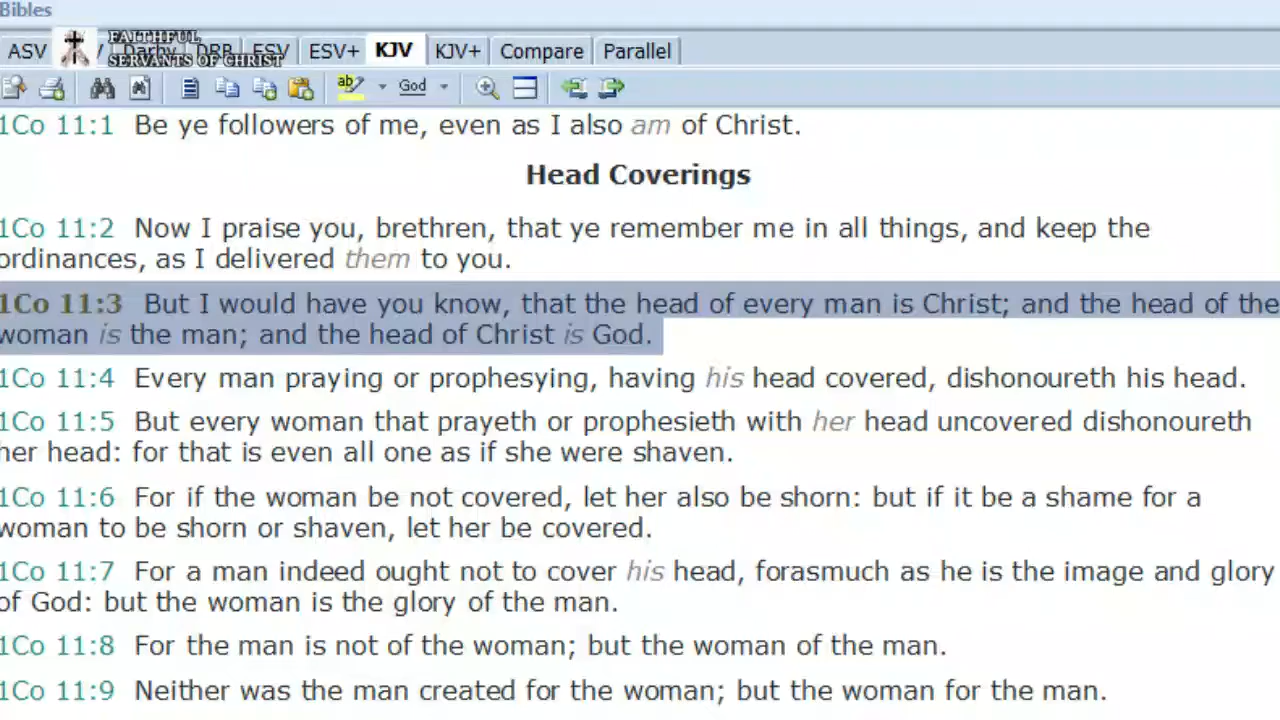 Bibles
ASV
FAITHFUL
SERVANTS OF CHRIST
Darby DRB ESV ESV+ KJV KJV+ Compare Parallel
ab God
1Co 11:1 Be ye followers of me, even as I also am of Christ.
Head Coverings
1Co 11:2 Now I praise you, brethren, that ye remember me in all things, and keep the
ordinances, as I delivered them to you.
1Co 11:3 But I would have you know, that the head of every man is Christ; and the head of the
woman is the man; and the head of Christ is God.
1Co 11:4 Every man praying or prophesying, having his head covered, dishonoureth his head.
1Co 11:5 But every woman that prayeth or prophesieth with her head uncovered dishonoureth
her head: for that is even all one as if she were shaven.
1Co 11:6 For if the woman be not covered, let her also be shorn: but if it be a shame for a
woman to be shorn or shaven, let her be covered.
1Co 11:7 For a man indeed ought not to cover his head, forasmuch as he is the image and glory
of God: but the woman is the glory of the man.
1Co 11:8 For the man is not of the woman; but the woman of the man.
1Co 11:9 Neither was the man created for the woman; but the woman for the man.